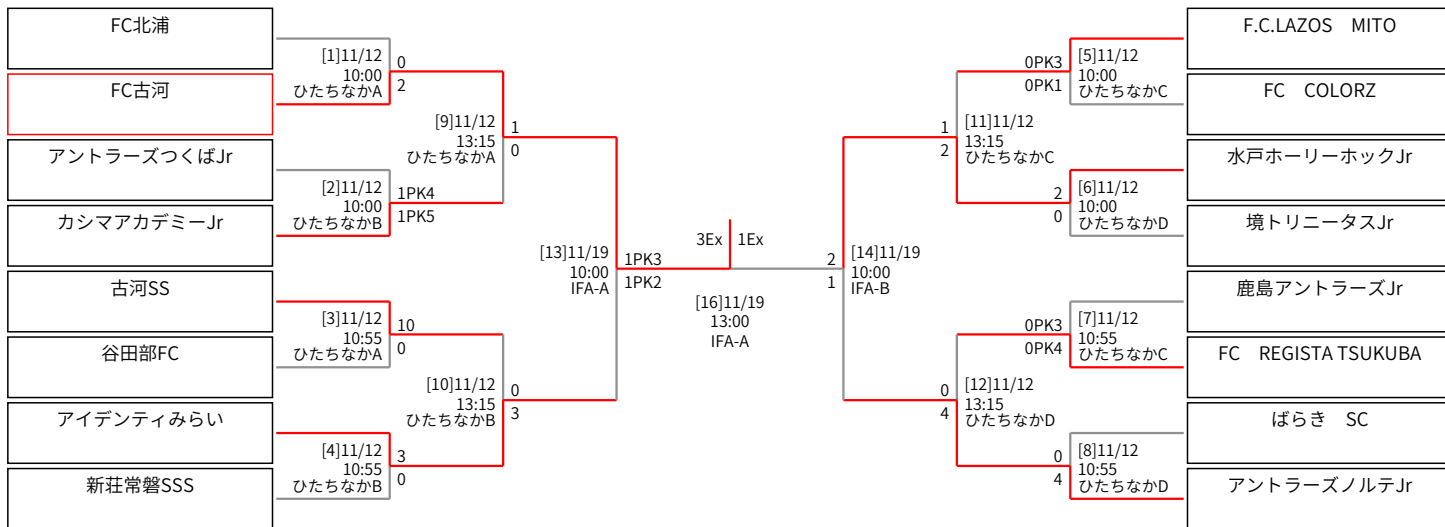 FC北浦
FC古河
アントラーズつくばJr
カシマアカデミーJr
古河SS
谷田部FC
アイデンティみらい
新荘常磐SSS
[1]11/12
10:00
ひたちなかA
0
2
[2]11/12
10:00
ひたちなかB
1PK4
1PK5
[3]11/12
10:55
ひたちなかA
10
0
[4]11/12
10:55
ひたちなかB
3
0
[9]11/12
13:15
ひたちなかA
1
0
[10]11/12
13:15
ひたちなかB
0
3
[13]11/19
10:00
IFA-A
1PK3
1PK2
3Ex
1Ex
[16]11/19
13:00
IFA-A
2
1
[14]11/19
10:00
IFA-B
1
2
[11]11/12
13:15
ひたちなかC
0
4
[12]11/12
13:15
ひたちなかD
0PK3
0PK1
[5]11/12
10:00
ひたちなかC
2
0
[6]11/12
10:00
ひたちなかD
0PK3
0PK4
[7]11/12
10:55
ひたちなかC
0
4
[8]11/12
10:55
ひたちなかD
F.C.LAZOS　MITO
FC　COLORZ
水戸ホーリーホックJr
境トリニータスJr
鹿島アントラーズJr
FC　REGISTA TSUKUBA
ばらき　SC
アントラーズノルテJr